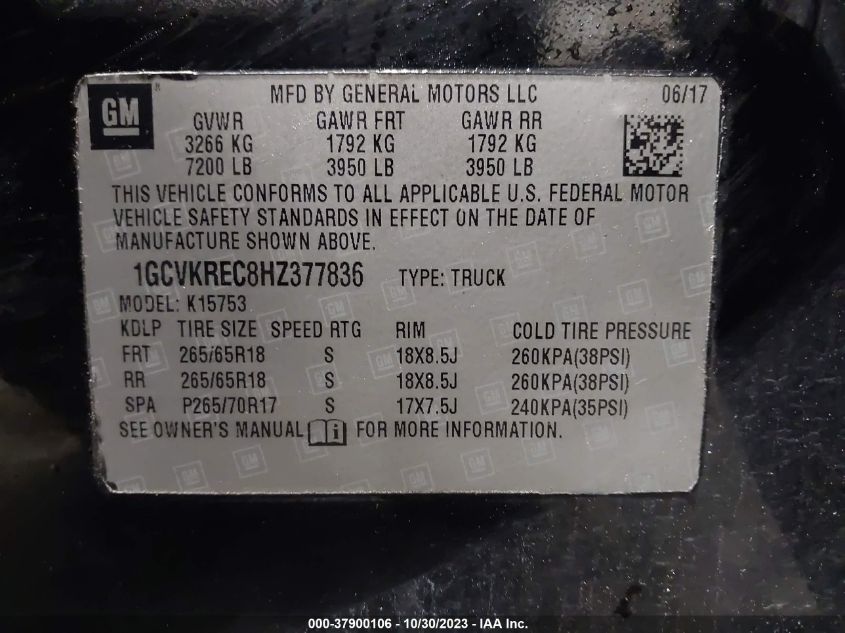 GM
MFD BY GENERAL MOTORS LLC 06/17
GVWR GAWR FRT GAWR RR
3266 KG 1792 KG 1792 KG
7200 LB 3950 LB 3950 LB
THIS VEHICLE CONFORMS TO ALL APPLICABLE U.S. FEDERAL MOTOR
VEHICLE SAFETY STANDARDS IN EFFECT ON THE DATE OF
MANUFACTURE SHOWN ABOVE.
1GCVKREC8HZ377836 TYPE: TRUCK
MODEL: K15753
KDLP TIRE SIZE SPEED RTG RIM COLD TIRE PRESSURE
FRT 265/65R18 S 18X8.5J 260KPA(38PSI)
RR 265/65R18 S 18X8.5J 260KPA(38PSI)
SPA P265/70R17 S 17X7.5J 240KPA(35PSI)
SEE OWNER'S MANUAL i FOR MORE INFORMATION.
000-37900106 - 10/30/2023 - IAA Inc.